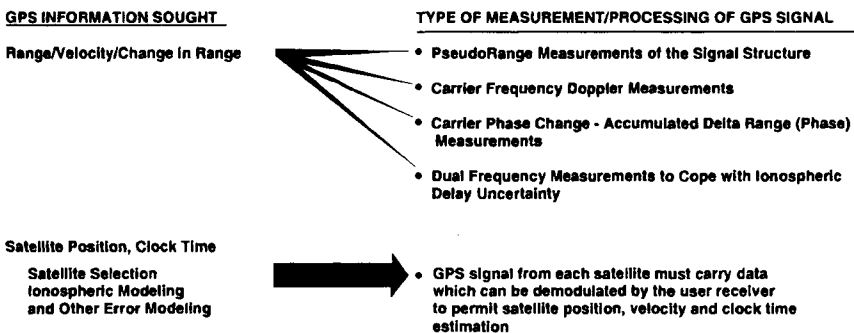 GPS INFORMATION SOUGHT
TYPE OF MEASUREMENT/PROCESSING OF GPS SIGNAL
Range/Velocity/Change in Range
• PseudoRange Measurements of the Signal Structure
• Carrier Frequency Doppler Measurements
• Carrier Phase Change - Accumulated Delta Range (Phase)
Measurements
• Dual Frequency Measurements to Cope with Ionospheric
Delay Uncertainty
Satellite Position, Clock Time
Satellite Selection
Ionospheric Modeling
and Other Error Modeling
• GPS signal from each satellite must carry data
which can be demodulated by the user receiver
to permit satellite position, velocity and clock time
estimation